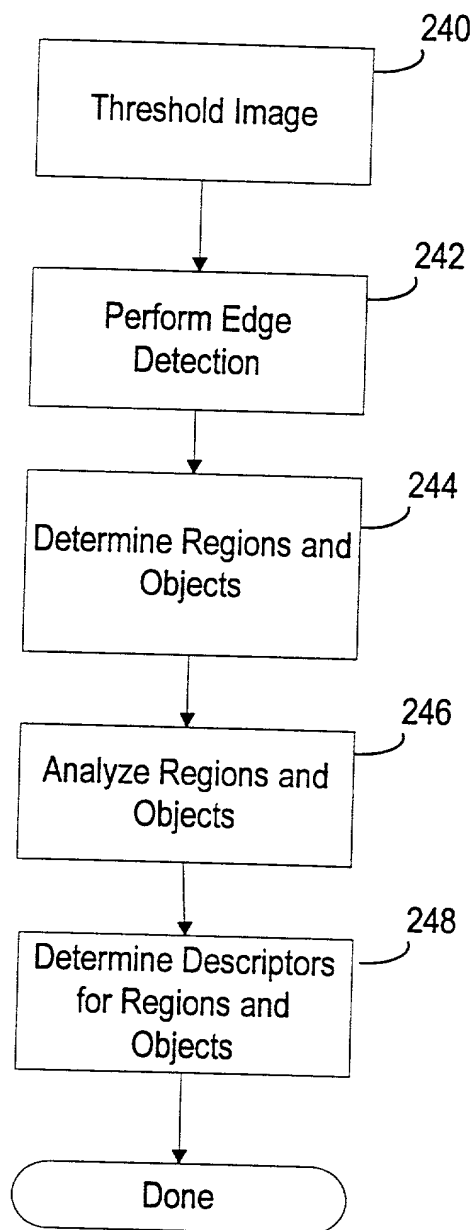 240
Threshold Image
242
Perform Edge
Detection
244
Determine Regions and
Objects
246
Analyze Regions and
Objects
248
Determine Descriptors
for Regions and
Objects
Done